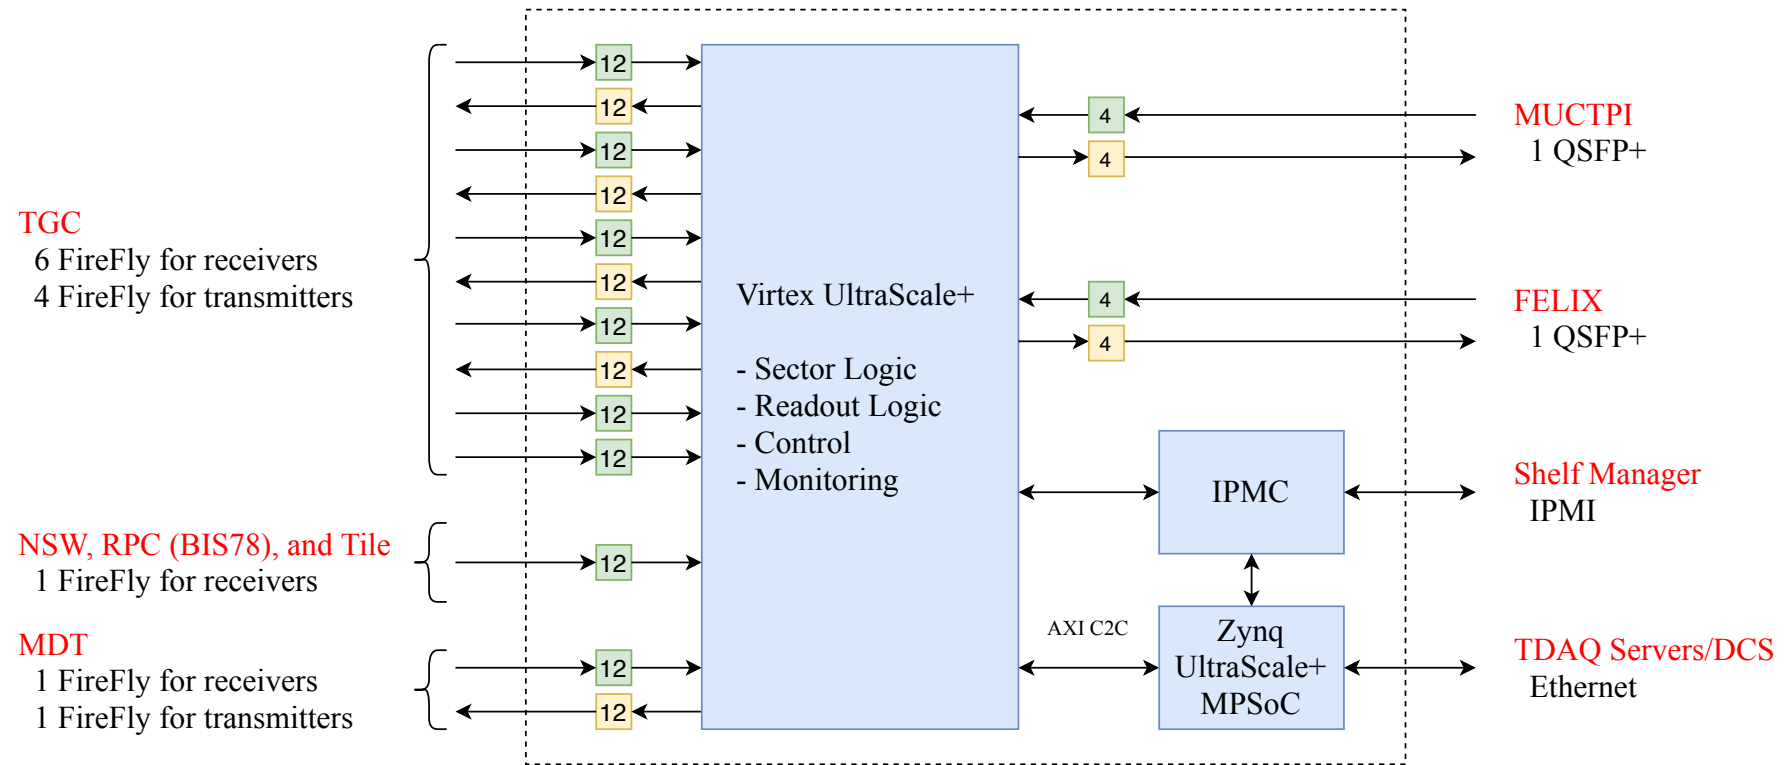 TGC
6 FireFly for receivers
4 FireFly for transmitters
NSW, RPC (BIS78), and Tile
1 FireFly for receivers
MDT
1 FireFly for receivers
1 FireFly for transmitters
12
12
12
12
12
12
12
12
12
12
12
12
12
Virtex UltraScale+
- Sector Logic
- Readout Logic
- Control
- Monitoring
4
4
4
4
IPMC
AXI C2C
Zynq
UltraScale+
MPSoC
MUCTPI
1 QSFP+
FELIX
1 QSFP+
Shelf Manager
IPMI
TDAQ Servers/DCS
Ethernet